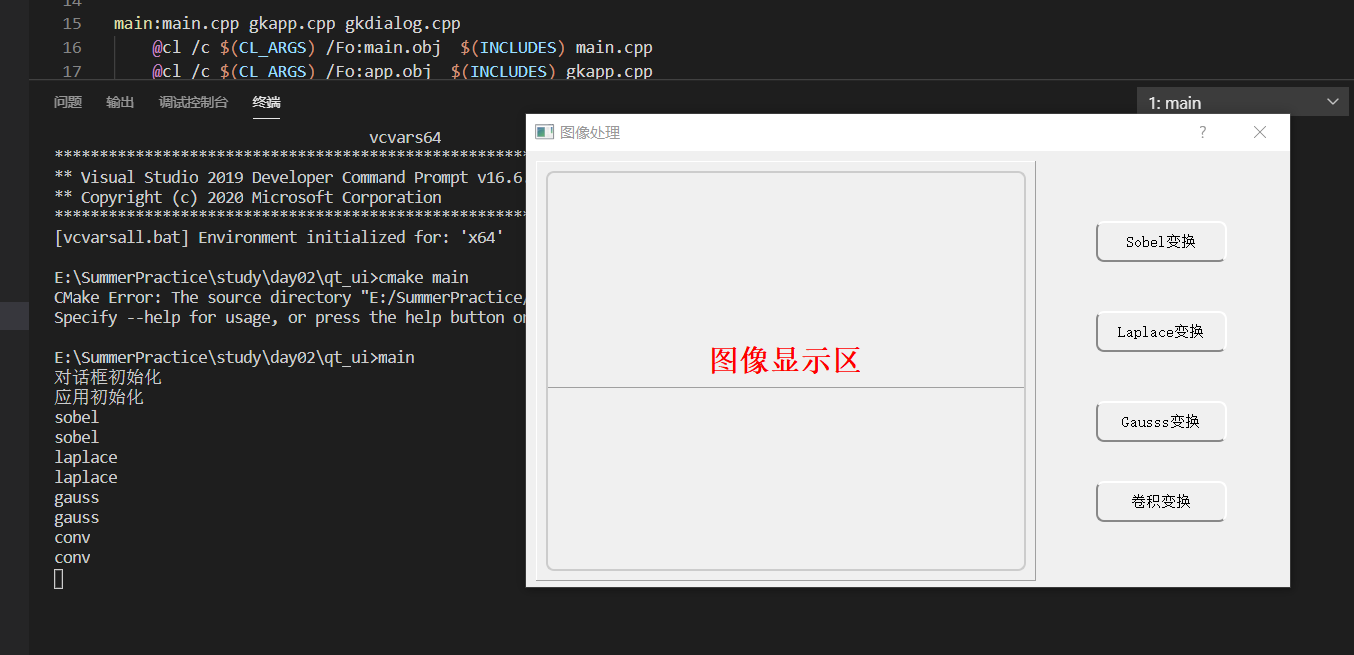 14
15 main:main.cpp gkapp.cpp gkdialog.cpp
16 @cl /c $(CL_ARGS) /Fo:main.obj $(INCLUDES) main.cpp
17 @cl /c $(CL_ARGS) /Fo:app.obj $(INCLUDES) gkapp.cpp
问题 输出 调试控制台 终端
1: main
vcvars64
**********************************************************
** Visual Studio 2019 Developer Command Prompt v16.6.
** Copyright (c) 2020 Microsoft Corporation
**********************************************************
[vcvarsall.bat] Environment initialized for: 'x64'
E:\SummerPractice\study\day02\qt_ui>cmake main
CMake Error: The source directory "E:/SummerPractice/
Specify --help for usage, or press the help button on
E:\SummerPractice\study\day02\qt_ui>main
对话框初始化
应用初始化
sobel
sobel
laplace
laplace
gauss
gauss
conv
conv
图像处理
?
图像显示区
Sobel变换
Laplace变换
Gausss变换
卷积变换